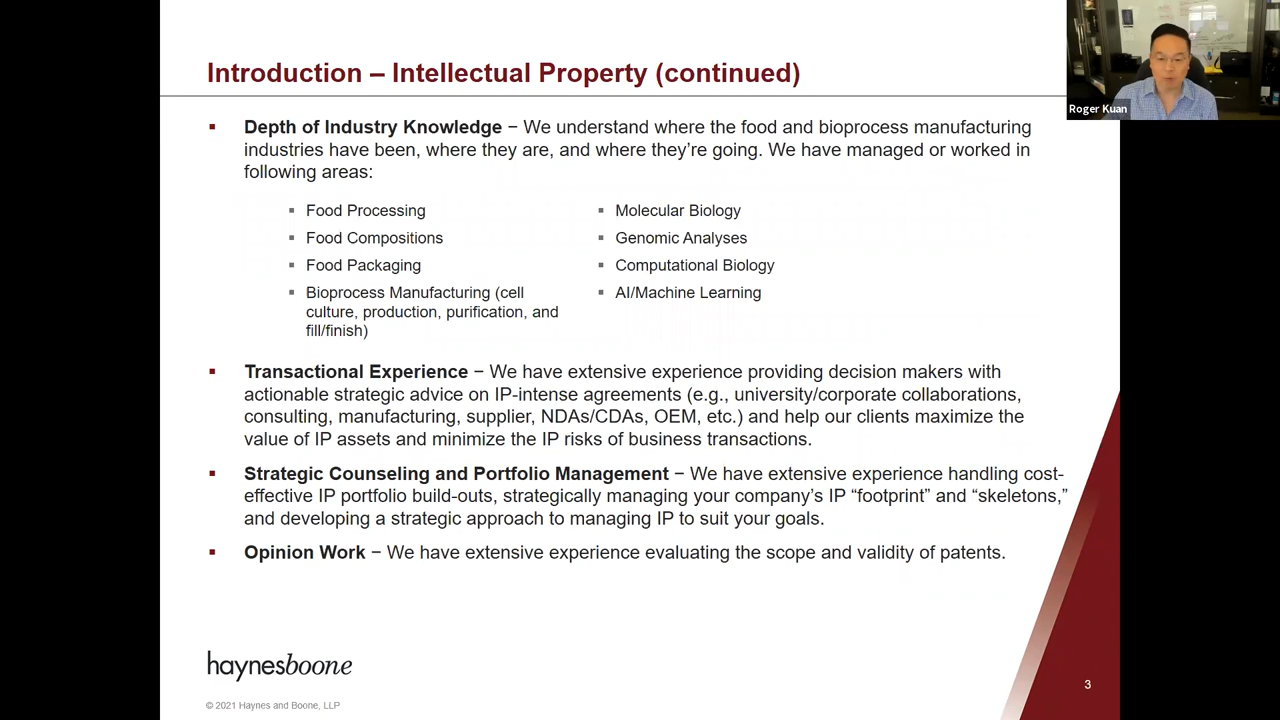 Introduction – Intellectual Property (continued)
Roger Kuan
▪ Depth of Industry Knowledge − We understand where the food and bioprocess manufacturing
industries have been, where they are, and where they’re going. We have managed or worked in
following areas:
▪ Food Processing
▪ Food Compositions
▪ Food Packaging
▪ Bioprocess Manufacturing (cell
culture, production, purification, and
fill/finish)
▪ Molecular Biology
▪ Genomic Analyses
▪ Computational Biology
▪ AI/Machine Learning
▪ Transactional Experience − We have extensive experience providing decision makers with
actionable strategic advice on IP-intense agreements (e.g., university/corporate collaborations,
consulting, manufacturing, supplier, NDAs/CDAs, OEM, etc.) and help our clients maximize the
value of IP assets and minimize the IP risks of business transactions.
▪ Strategic Counseling and Portfolio Management − We have extensive experience handling cost-
effective IP portfolio build-outs, strategically managing your company’s IP “footprint” and “skeletons,”
and developing a strategic approach to managing IP to suit your goals.
▪ Opinion Work − We have extensive experience evaluating the scope and validity of patents.
haynesboone
© 2021 Haynes and Boone, LLP
3